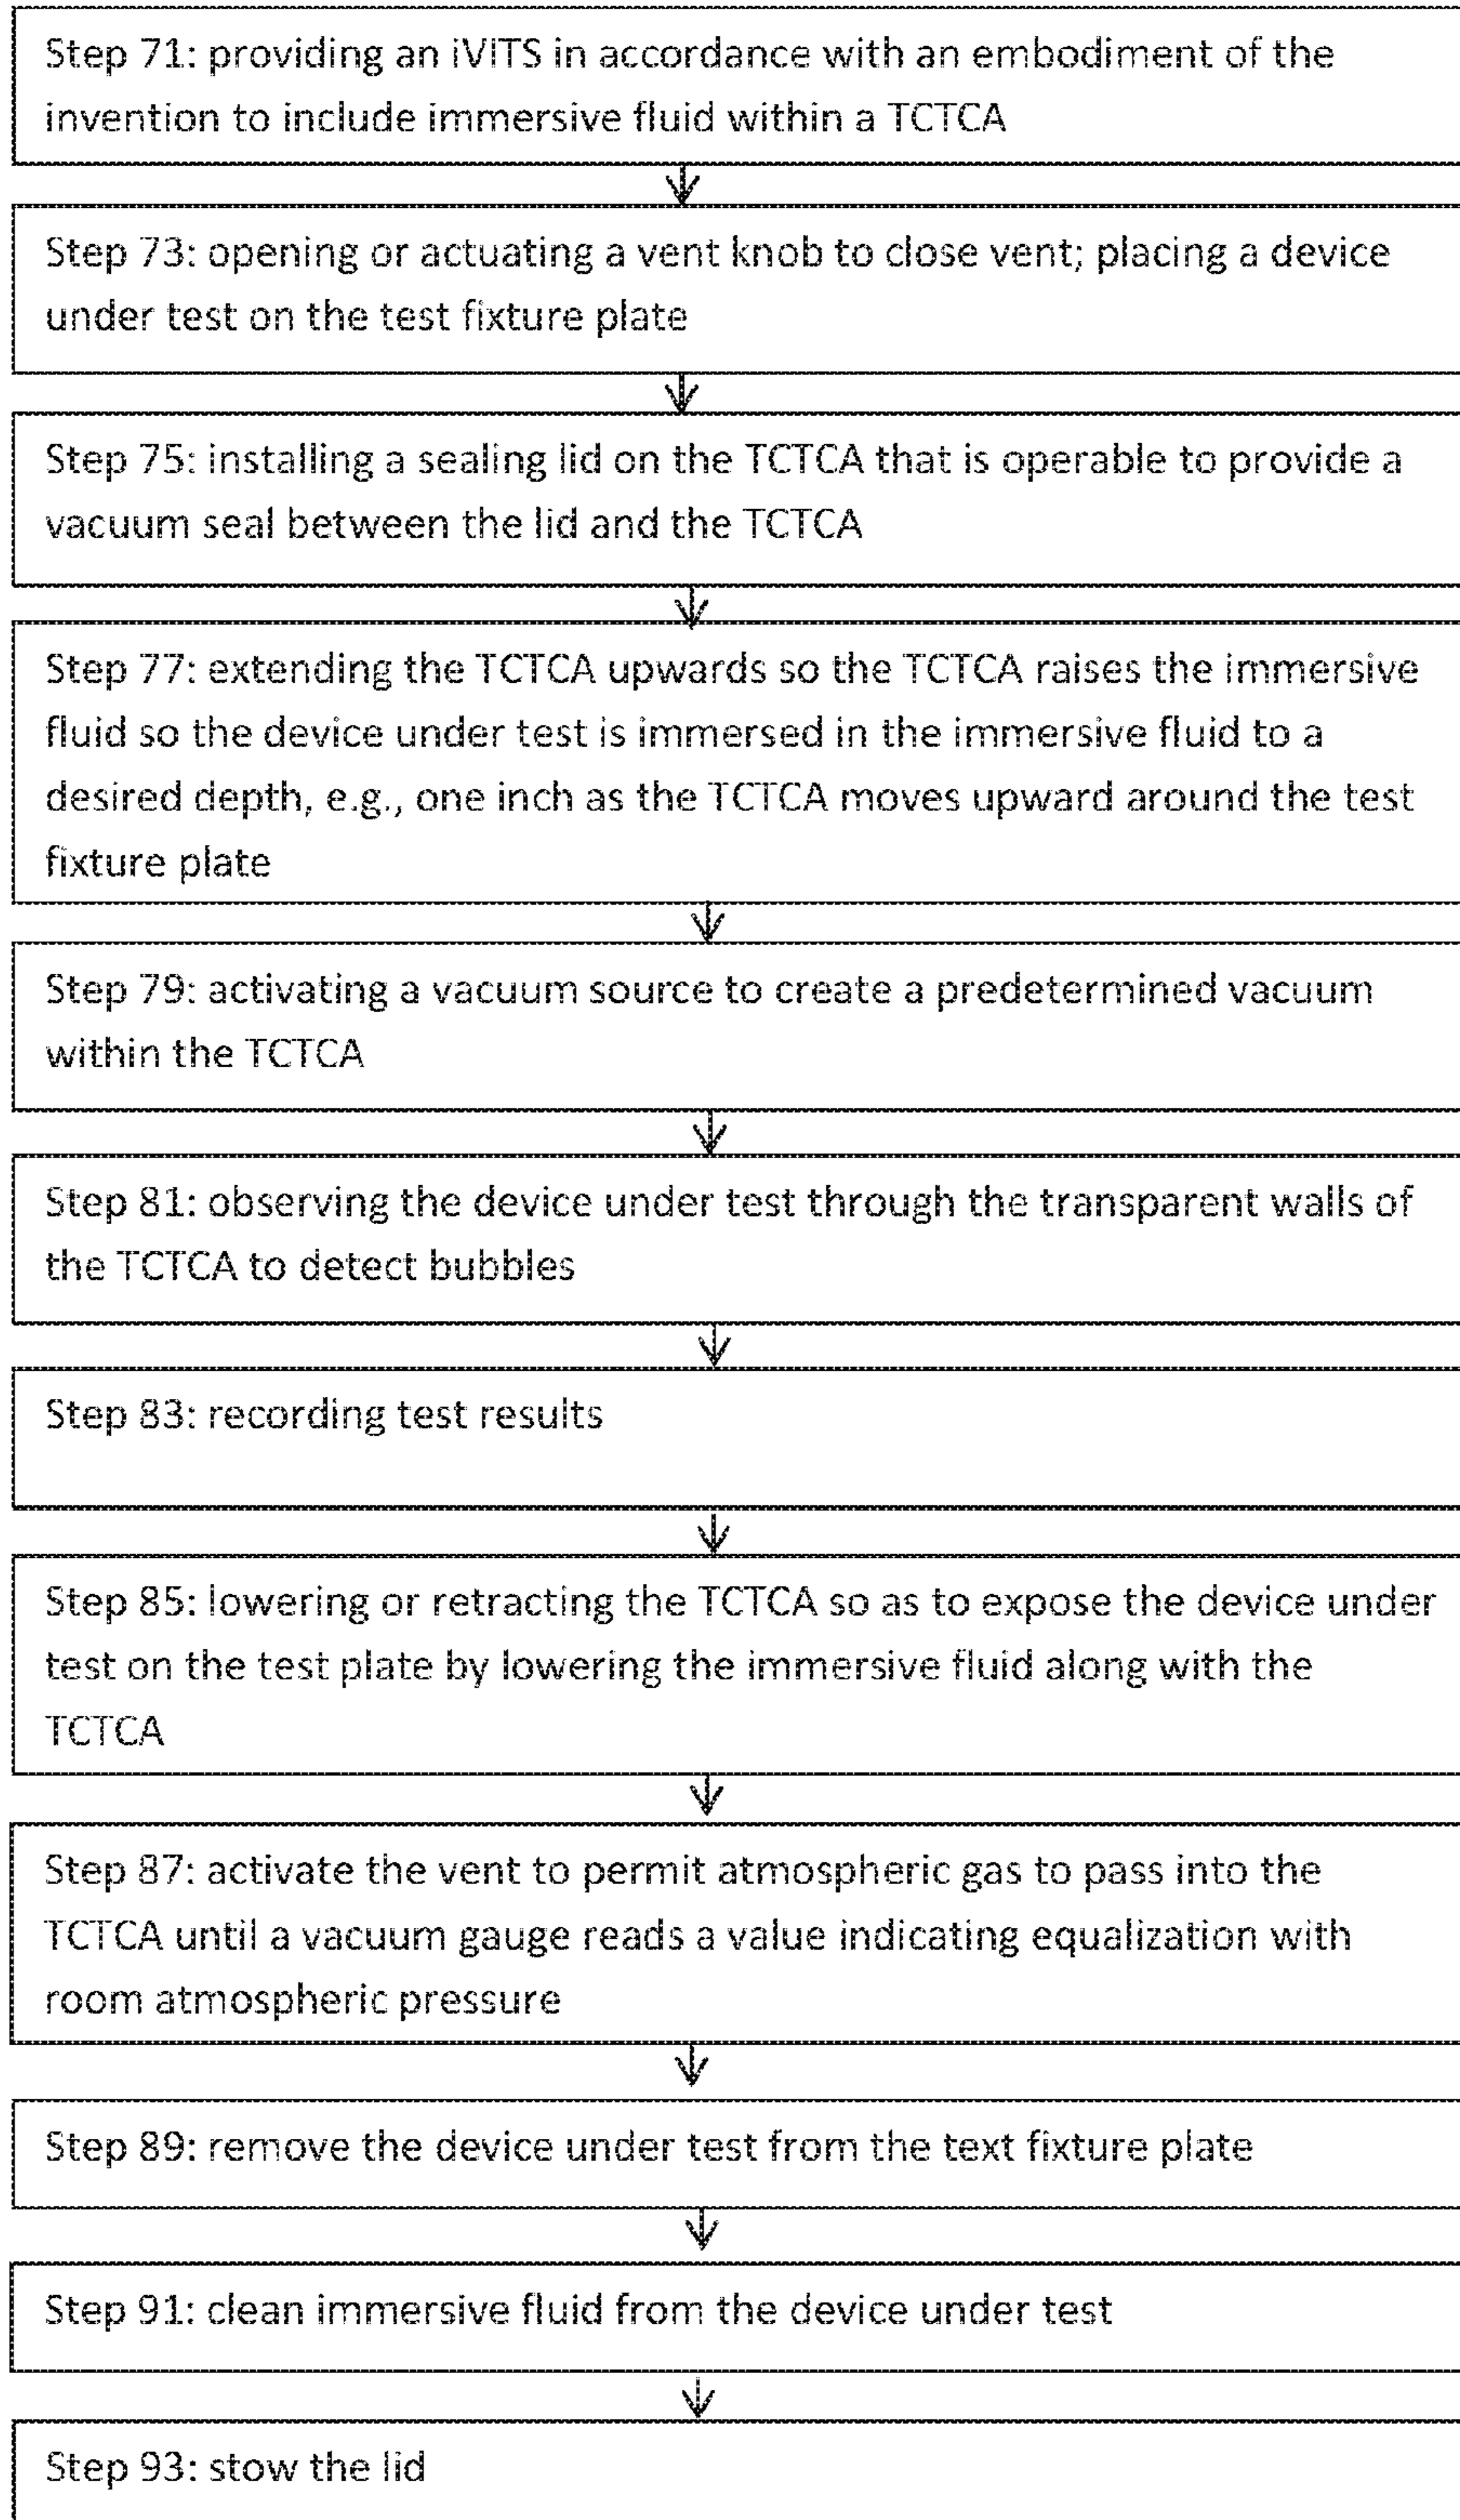 Step 71: providing an iVITS in accordance with an embodiment of the
invention to include immersive fluid within a TCTCA
Step 73: opening or actuating a vent knob to close vent; placing a device
under test on the test fixture plate
Step 75: installing a sealing lid on the TCTCA that is operable to provide a
vacuum seal between the lid and the TCTCA
Step 77: extending the TCTCA upwards so the TCTCA raises the immersive
fluid so the device under test is immersed in the immersive fluid to a
desired depth, e.g., one inch as the TCTCA moves upward around the test
fixture plate
Step 79: activating a vacuum source to create a predetermined vacuum
within the TCTCA
Step 81: observing the device under test through the transparent walls of
the TCTCA to detect bubbles
Step 83: recording test results
Step 85: lowering or retracting the TCTCA so as to expose the device under
test on the test plate by lowering the immersive fluid along with the
TCTCA
Step 87: activate the vent to permit atmospheric gas to pass into the
TCTCA until a vacuum gauge reads a value indicating equalization with
room atmospheric pressure
Step 89: remove the device under test from the text fixture plate
Step 91: clean immersive fluid from the device under test
Step 93: stow the lid